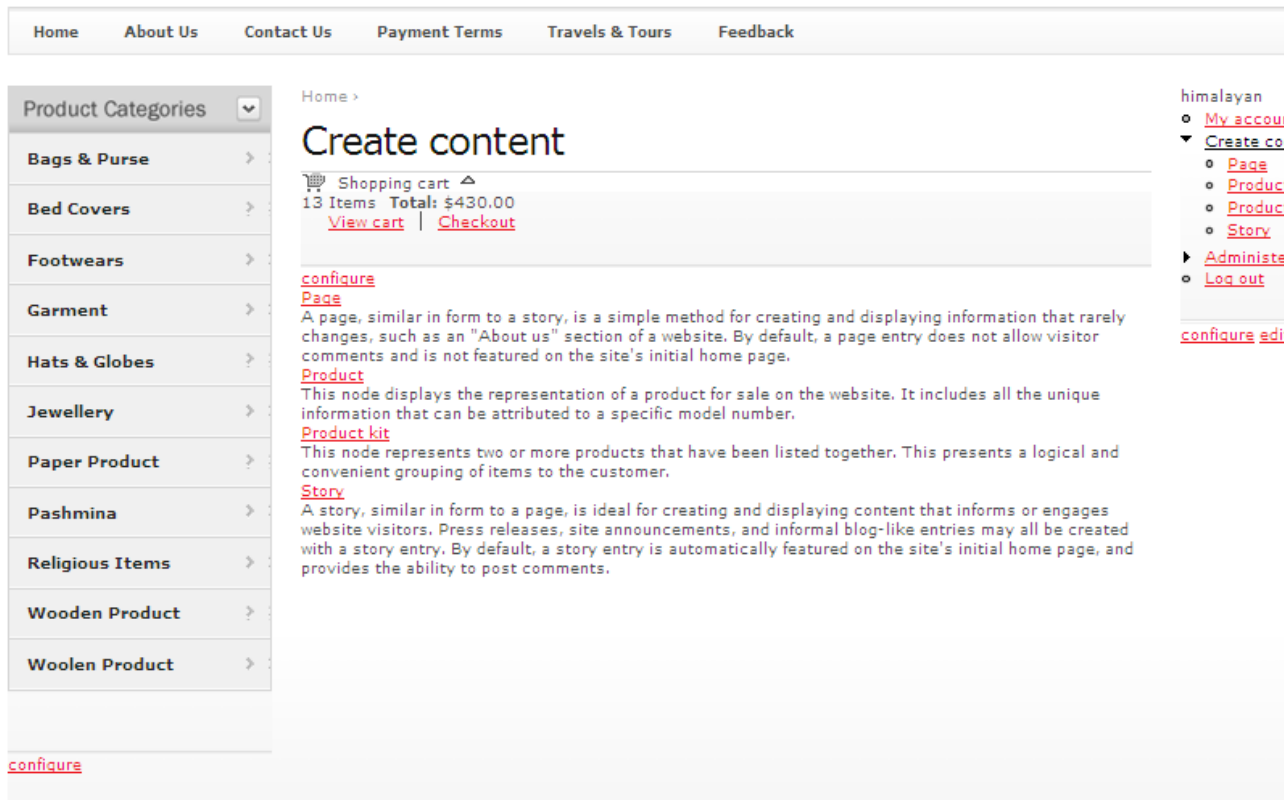 Home About Us Contact Us Payment Terms Travels & Tours Feedback
Product Categories
Bags & Purse
Bed Covers
Footwears
Garment
Hats & Globes
Jewellery
Paper Product
Pashmina
Religious Items
Wooden Product
Woolen Product
configure
Home ›
Create content
Shopping cart
13 Items Total: $430.00
View cart | Checkout
configure
Page
A page, similar in form to a story, is a simple method for creating and displaying information that rarely
changes, such as an "About us" section of a website. By default, a page entry does not allow visitor
comments and is not featured on the site's initial home page.
Product
This node displays the representation of a product for sale on the website. It includes all the unique
information that can be attributed to a specific model number.
Product kit
This node represents two or more products that have been listed together. This presents a logical and
convenient grouping of items to the customer.
Story
A story, similar in form to a page, is ideal for creating and displaying content that informs or engages
website visitors. Press releases, site announcements, and informal blog-like entries may all be created
with a story entry. By default, a story entry is automatically featured on the site's initial home page, and
provides the ability to post comments.
himalayan
My accou
Create co
Page
Produc
Produc
Story
Administe
Log out
configure edi